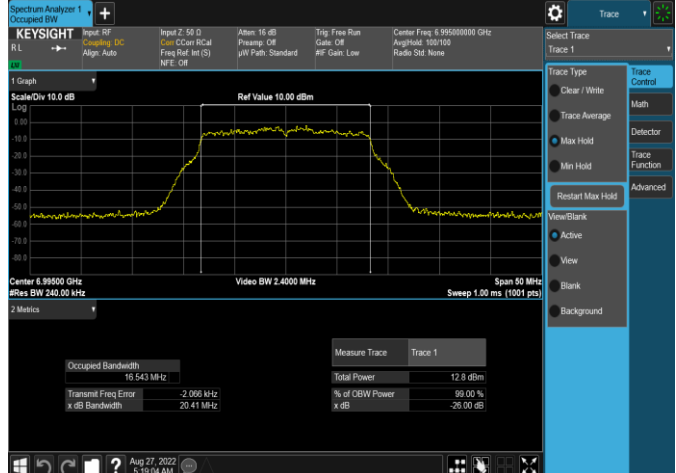 Spectrum Analyzer 1
Occupied BW
Trace
KEYSIGHT
Input: RF
Input Z: 50 Ω
Atten: 16 dB
Trig: Free Run
Center Freq: 6.995000000 GHz
RL
Coupling: DC
Corr CCorr RCal
Preamp: Off
Gate: Off
Avg|Hold: 100/100
Align: Auto
Freq Ref: Int (S)
µW Path: Standard
#IF Gain: Low
Radio Std: None
NFE: Off
Select Trace
Trace 1
1 Graph
Scale/Div 10.0 dB
Ref Value 10.00 dBm
Log
0.00
-10.0
-20.0
-30.0
-40.0
-50.0
-60.0
-70.0
-80.0
Center 6.99500 GHz
Video BW 2.4000 MHz
Span 50 MHz
#Res BW 240.00 kHz
Sweep 1.00 ms (1001 pts)
2 Metrics
Measure Trace
Trace 1
Occupied Bandwidth
16.543 MHz
Total Power
12.8 dBm
Transmit Freq Error
-2.066 kHz
% of OBW Power
99.00 %
x dB Bandwidth
20.41 MHz
x dB
-26.00 dB
Trace Type
Clear / Write
Trace Average
Max Hold
Min Hold
Restart Max Hold
View/Blank
Active
View
Blank
Background
Trace
Control
Math
Detector
Trace
Function
Advanced
Aug 27, 2022
5:19:04 AM